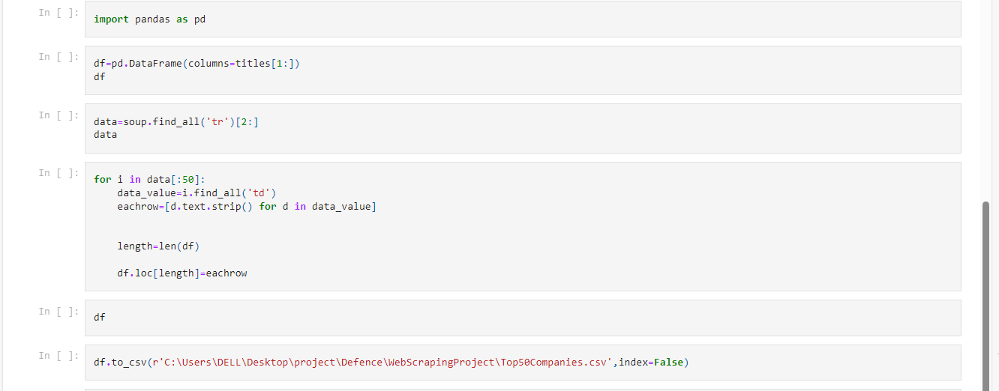 In [ ]:
import pandas as pd
In [ ]:
df=pd.DataFrame(columns=titles[1:])
df
In [ ]:
data=soup.find_all('tr')[2:]
data
In [ ]:
for i in data[:50]:
    data_value=i.find_all('td')
    eachrow=[d.text.strip() for d in data_value]
    length=len(df)
    df.loc[length]=eachrow
In [ ]:
df
In [ ]:
df.to_csv(r'C:\Users\DELL\Desktop\project\Defence\WebScrapingProject\Top50Companies.csv',index=False)